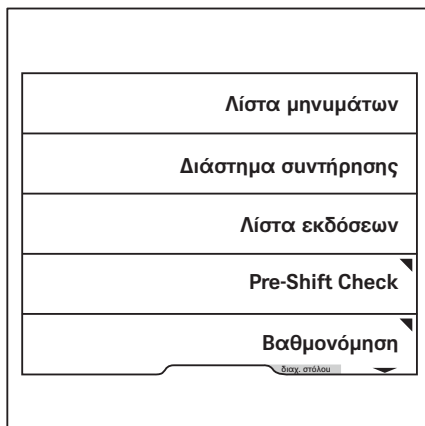 Λίστα μηνυμάτων
Διάστημα συντήρησης
Λίστα εκδόσεων
Pre-Shift Check
Βαθμονόμηση
διαχ. στόλου